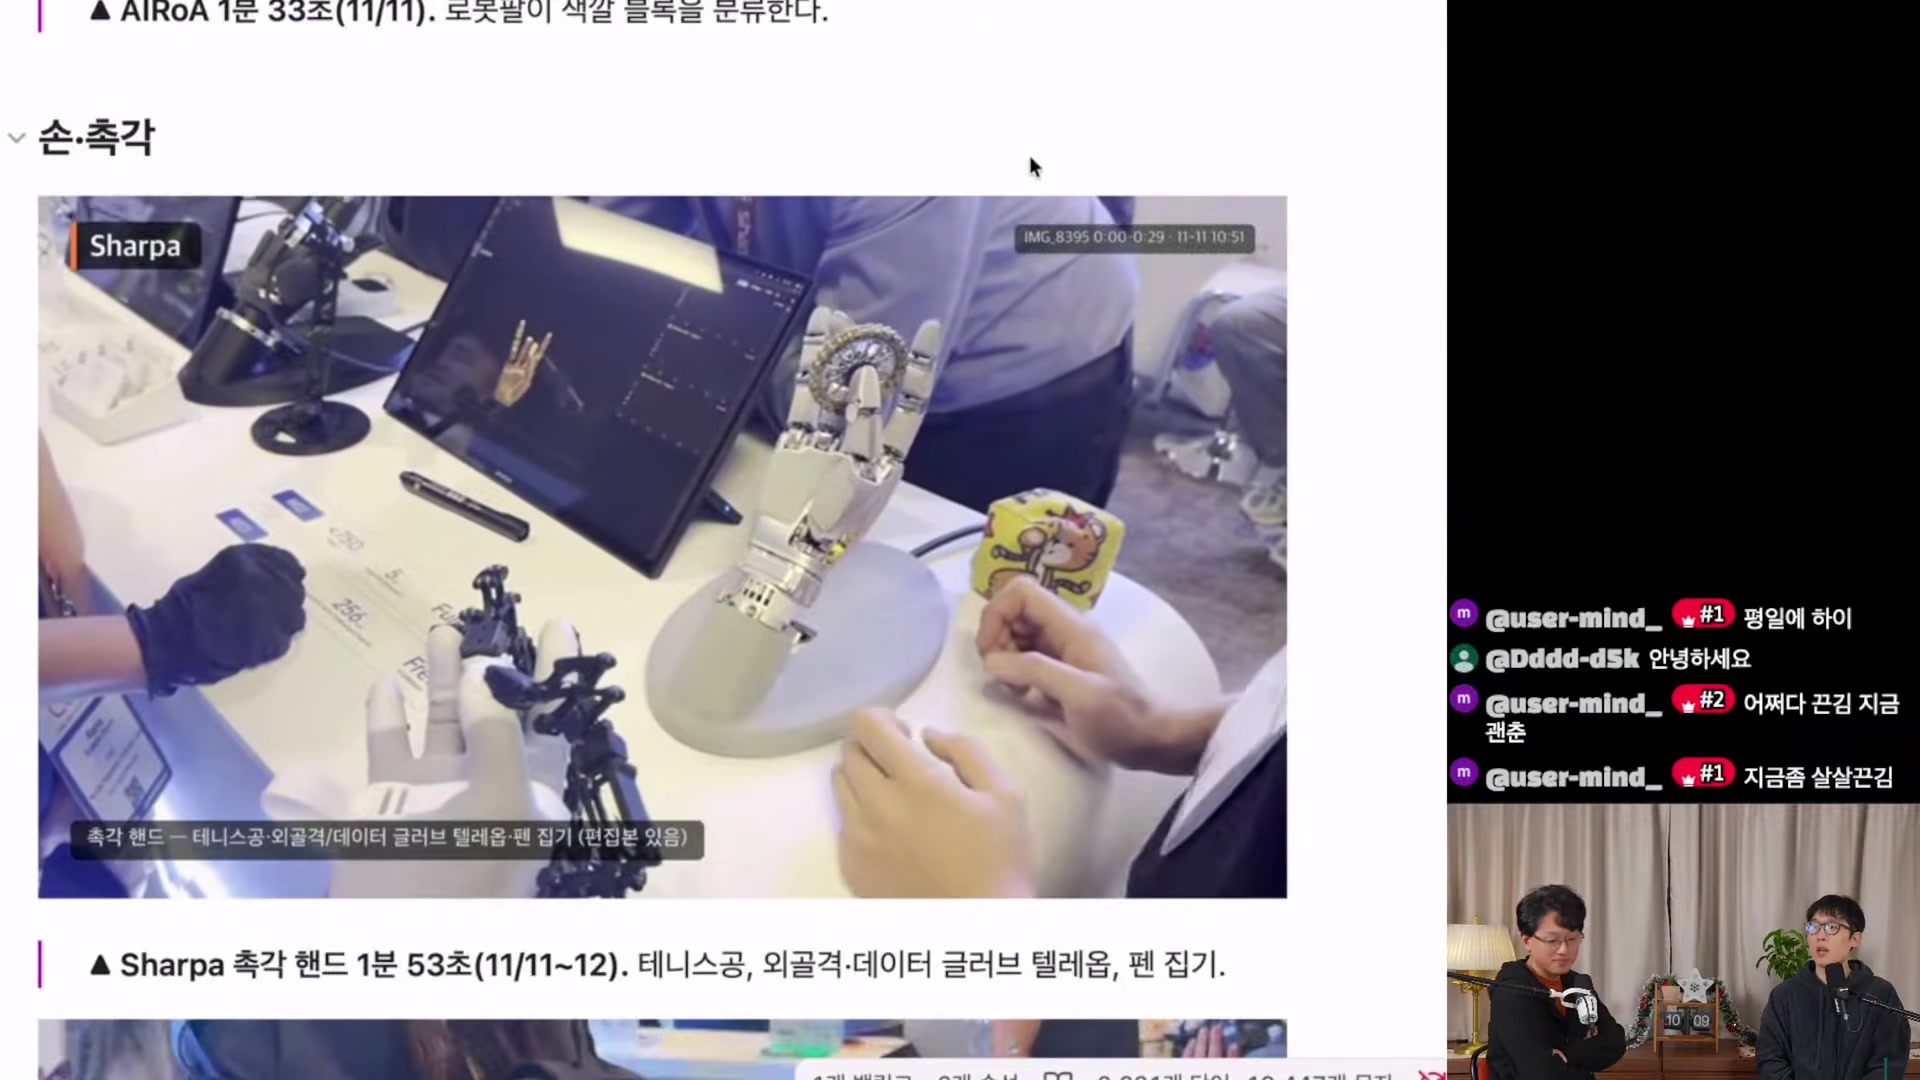 ▲ AIRoA 1분 33초(11/11). 로봇팔이 색깔 블록을 분류한다.
손·촉각
Sharpa
IMG_8395 0:00-0:29 · 11-11 10:51
256
촉각 핸드 — 테니스공·외골격/데이터 글러브 텔레옵·펜 집기 (편집본 있음)
▲ Sharpa 촉각 핸드 1분 53초(11/11~12). 테니스공, 외골격·데이터 글러브 텔레옵, 펜 집기.
@user-mind_ #1 평일에 하이
@Dddd-d5k 안녕하세요
@user-mind_ #2 어쩌다 끈김 지금
괜춘
@user-mind_ #1 지금좀 살살끈김
10 09